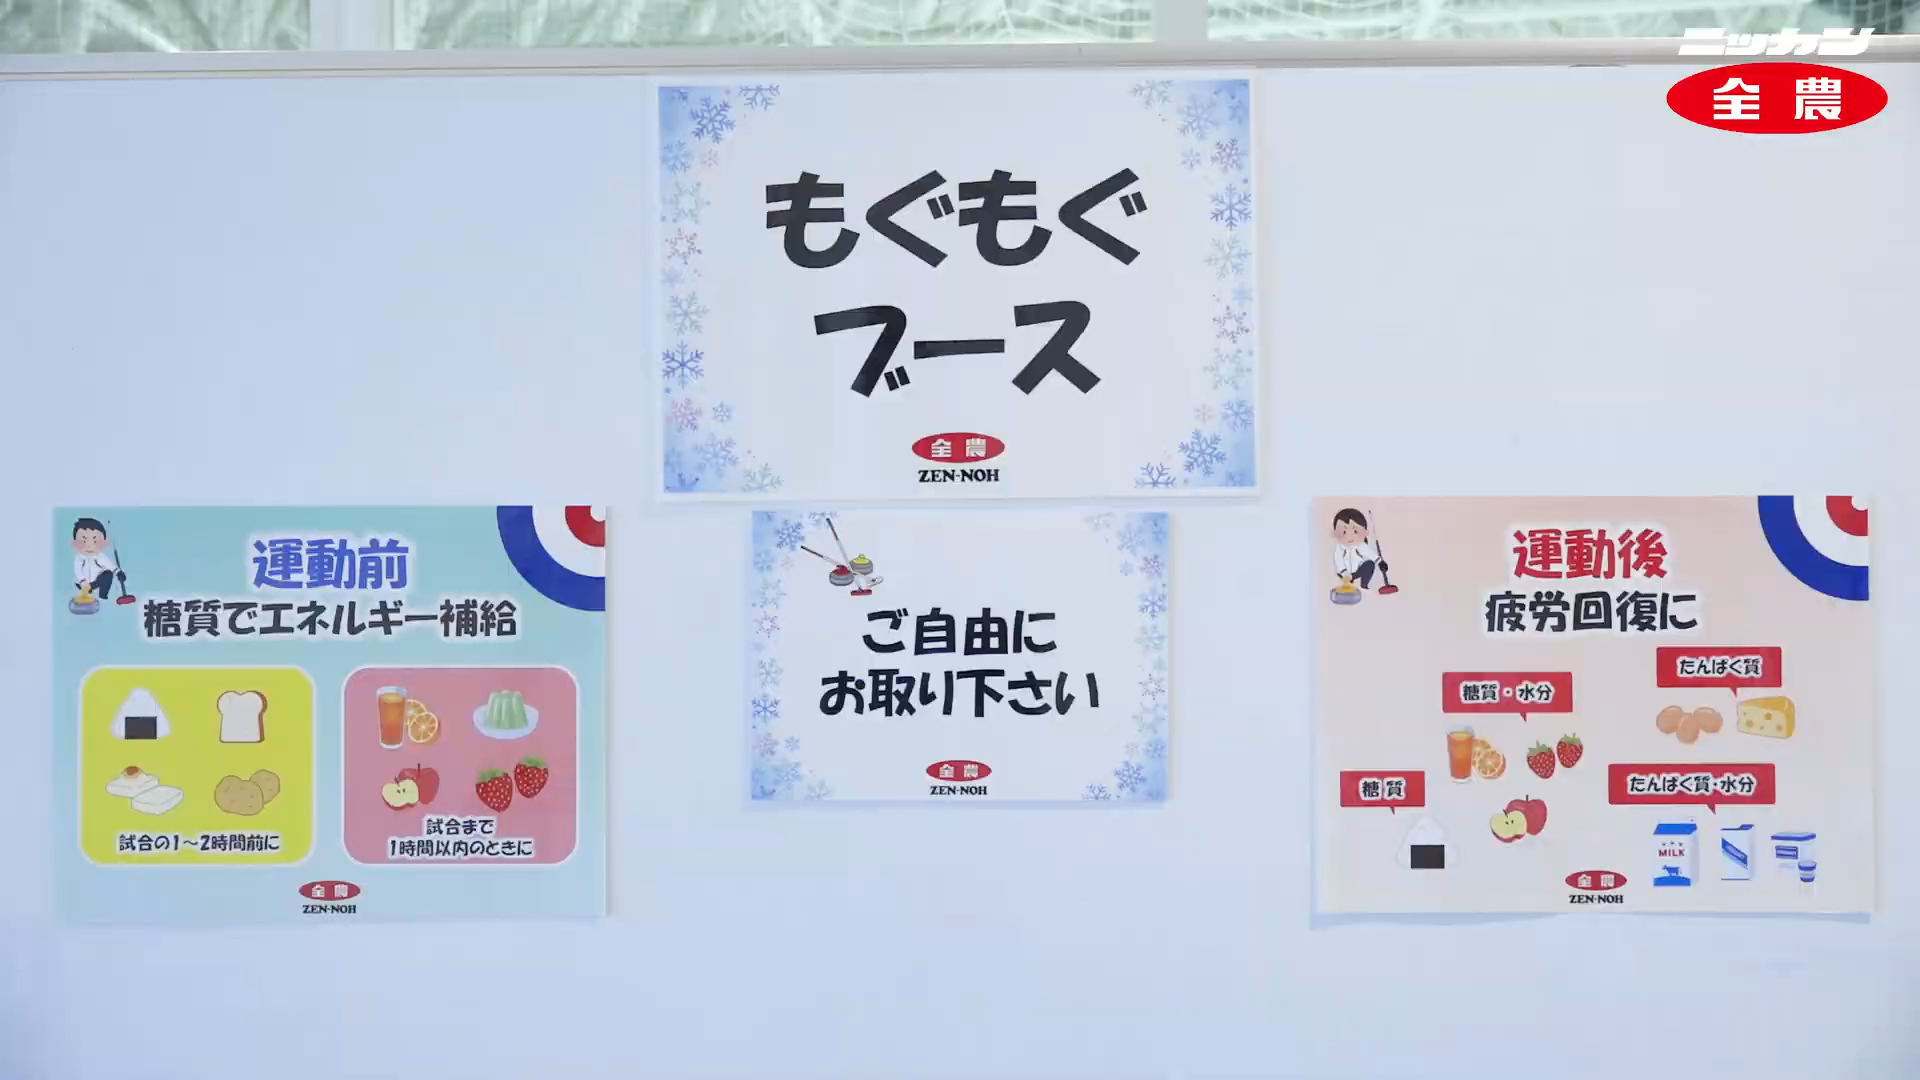 ニッカン
全農
もぐもぐ
ブース
全農
ZEN-NOH
運動前
糖質でエネルギー補給
試合の1〜2時間前に
試合まで
1時間以内のときに
全農
ZEN-NOH
ご自由に
お取り下さい
全農
ZEN-NOH
運動後
疲労回復に
たんぱく質
糖質・水分
糖質
たんぱく質・水分
MILK
全農
ZEN-NOH